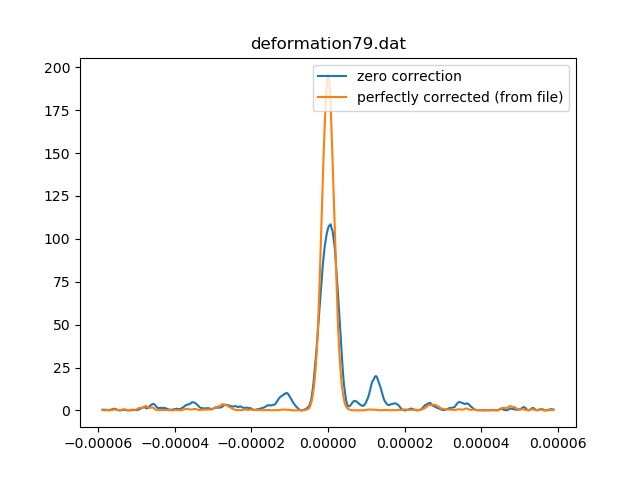 deformation79.dat
zero correction
perfectly corrected (from file)
200
175
150
125
100
75
50
25
0
−0.00006 −0.00004 −0.00002 0.00000 0.00002 0.00004 0.00006